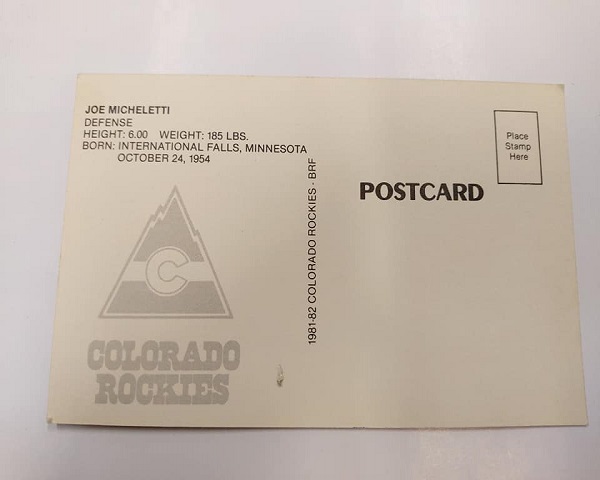 JOE MICHELETTI
DEFENSE
HEIGHT: 6.00 WEIGHT: 185 LBS.
BORN: INTERNATIONAL FALLS, MINNESOTA
OCTOBER 24, 1954
C
COLORADO
ROCKIES
1981-82 COLORADO ROCKIES - BRF
POSTCARD
Place
Stamp
Here